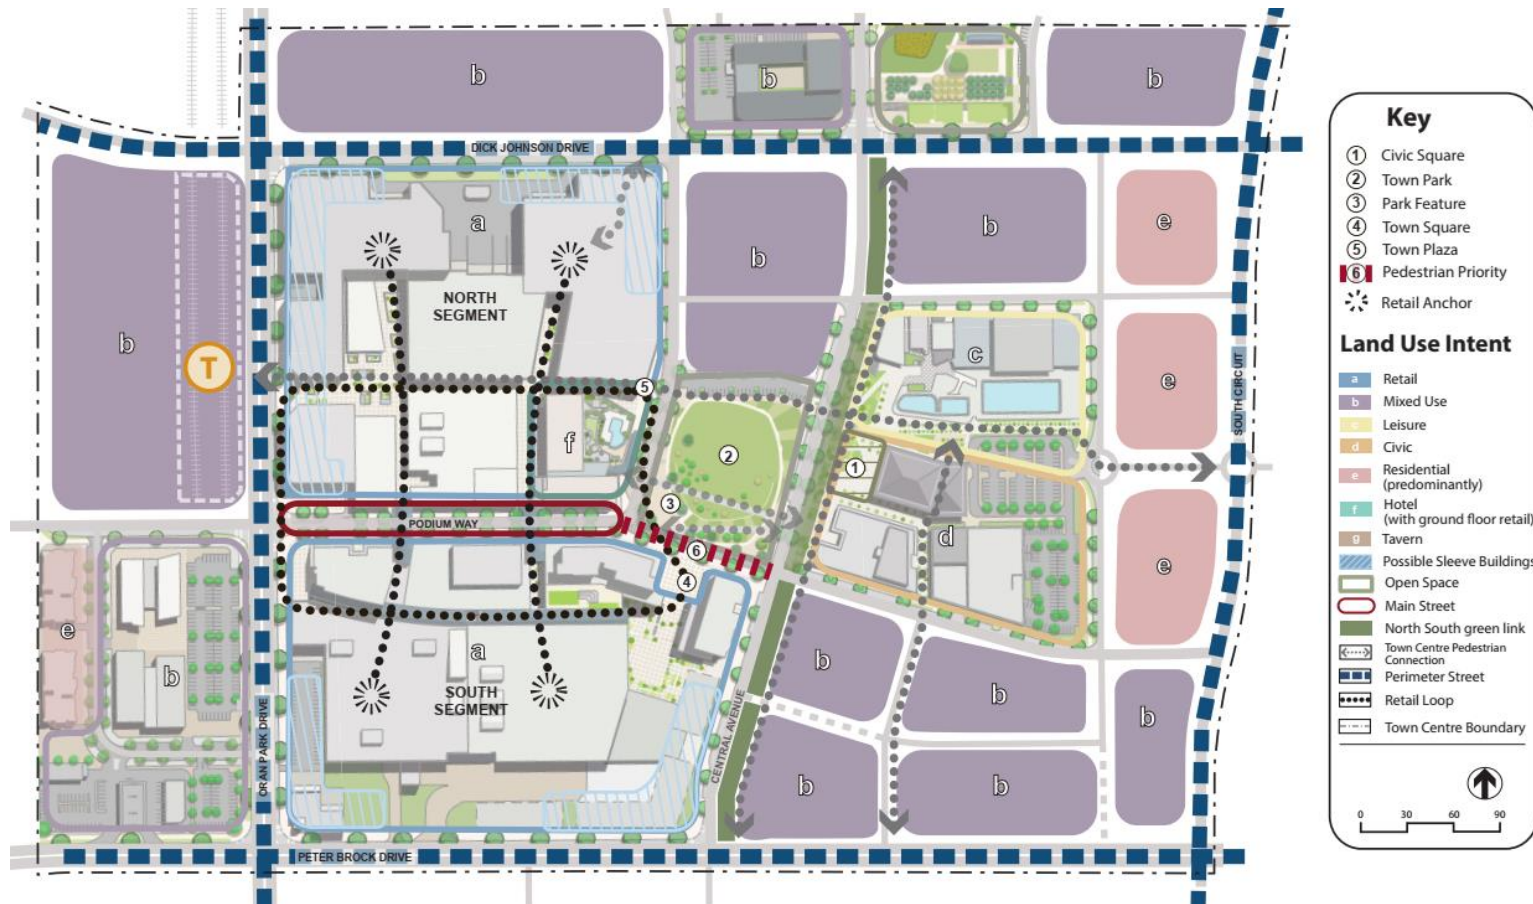 b
b
b
DICK JOHNSON DRIVE
a
b
b
e
b
NORTH
SEGMENT
c
b
T
e
5
SOUTH CIRCUIT
f
2
1
3
PODIUM WAY
6
d
4
e
e
b
a
b
b
b
SOUTH
SEGMENT
ORAN PARK DRIVE
CENTRAL AVENUE
b
b
b
PETER BROCK DRIVE
Key
1 Civic Square
2 Town Park
3 Park Feature
4 Town Square
5 Town Plaza
6 Pedestrian Priority
Retail Anchor
Land Use Intent
a Retail
b Mixed Use
c Leisure
d Civic
e Residential
(predominantly)
f Hotel
(with ground floor retail)
g Tavern
Possible Sleeve Buildings
Open Space
Main Street
North South green link
Town Centre Pedestrian
Connection
Perimeter Street
Retail Loop
Town Centre Boundary
0 30 60 90